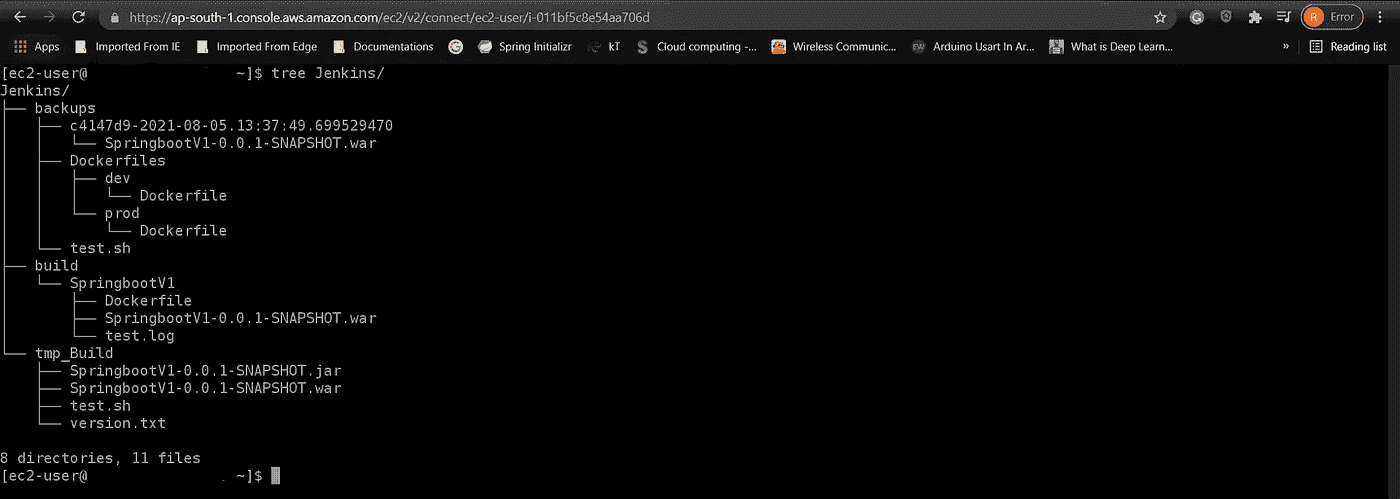 https://ap-south-1.console.aws.amazon.com/ec2/v2/connect/ec2-user/i-011bf5c8e54aa706d R Error
Apps Imported From IE Imported From Edge Documentations Spring Initializr kT Cloud computing -... Wireless Communic... Arduino Usart In Ar... What is Deep Learn... » Reading list
[ec2-user@ ~]$ tree Jenkins/
Jenkins/
├── backups
│   ├── c4147d9-2021-08-05.13:37:49.699529470
│   │   └── SpringbootV1-0.0.1-SNAPSHOT.war
│   ├── Dockerfiles
│   │   ├── dev
│   │   │   └── Dockerfile
│   │   └── prod
│   │       └── Dockerfile
│   └── test.sh
├── build
│   └── SpringbootV1
│       ├── Dockerfile
│       ├── SpringbootV1-0.0.1-SNAPSHOT.war
│       └── test.log
└── tmp_Build
    ├── SpringbootV1-0.0.1-SNAPSHOT.jar
    ├── SpringbootV1-0.0.1-SNAPSHOT.war
    ├── test.sh
    └── version.txt
8 directories, 11 files
[ec2-user@ ~]$